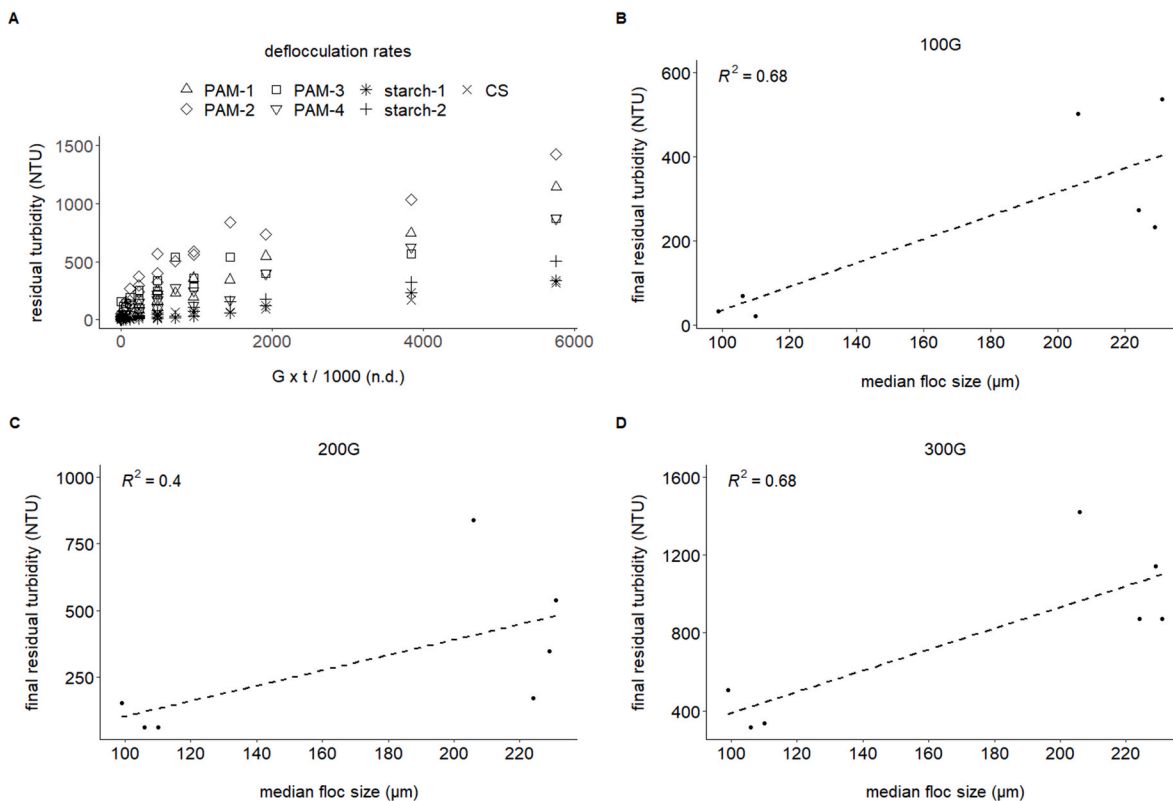 A
deflocculation rates
PAM-1 PAM-3 starch-1 CS
PAM-2 PAM-4 starch-2
residual turbidity (NTU)
1500
1000
500
0
0 2000 4000 6000
G x t / 1000 (n.d.)
B
100G
R² = 0.68
final residual turbidity (NTU)
600
400
200
0
100 120 140 160 180 200 220
median floc size (µm)
C
200G
R² = 0.4
final residual turbidity (NTU)
1000
750
500
250
100 120 140 160 180 200 220
median floc size (µm)
D
300G
R² = 0.68
final residual turbidity (NTU)
1600
1200
800
400
100 120 140 160 180 200 220
median floc size (µm)